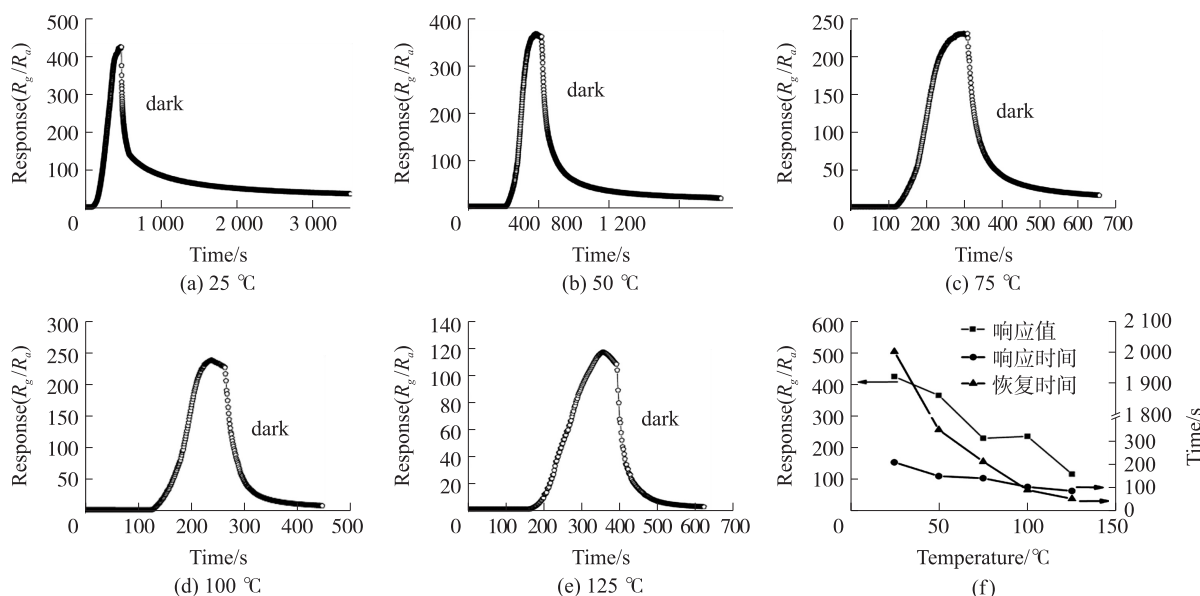 500
400
300
200
100
0
1 000
2 000
3 000
Response(Rg/Ra)
dark
Time/s
(a) 25 ℃
400
300
200
100
0
400
800
1 200
Response(Rg/Ra)
dark
Time/s
(b) 50 ℃
250
200
150
100
50
0
100
200
300
400
500
600
700
Response(Rg/Ra)
dark
Time/s
(c) 75 ℃
300
250
200
150
100
50
0
100
200
300
400
500
Response(Rg/Ra)
dark
Time/s
(d) 100 ℃
140
120
100
80
60
40
20
0
100
200
300
400
500
600
700
Response(Rg/Ra)
dark
Time/s
(e) 125 ℃
600
500
400
300
200
100
0
50
100
150
Response(Rg/Ra)
响应值
响应时间
恢复时间
2 100
2 000
1 900
1 800
300
200
100
0
Time/s
Temperature/℃
(f)